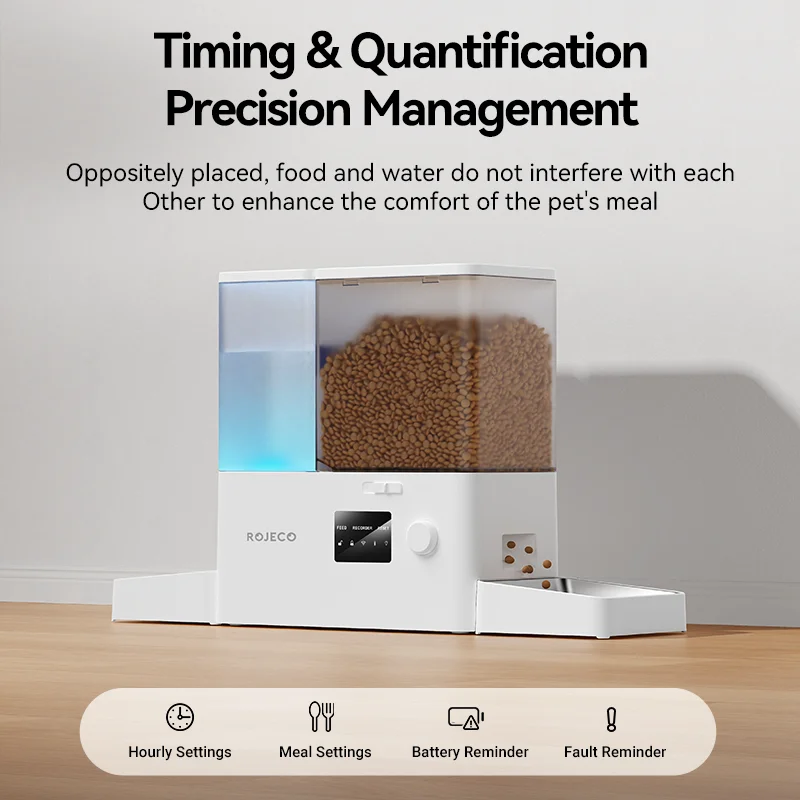 Timing & Quantification
Precision Management
Oppositely placed, food and water do not interfere with each
Other to enhance the comfort of the pet's meal
ROJECO
FEED RECORDER RESET
Hourly Settings
Meal Settings
Battery Reminder
Fault Reminder